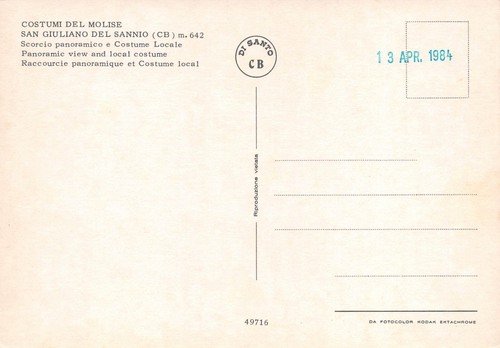 COSTUMI DEL MOLISE
SAN GIULIANO DEL SANNIO (CB) m. 642
Scorcio panoramico e Costume Locale
Panoramic view and local costume
Raccourcie panoramique et Costume local
DI SANTO
CB
13 APR. 1984
Riproduzione vietata
49716
DA FOTOCOLOR KODAK EKTACHROME